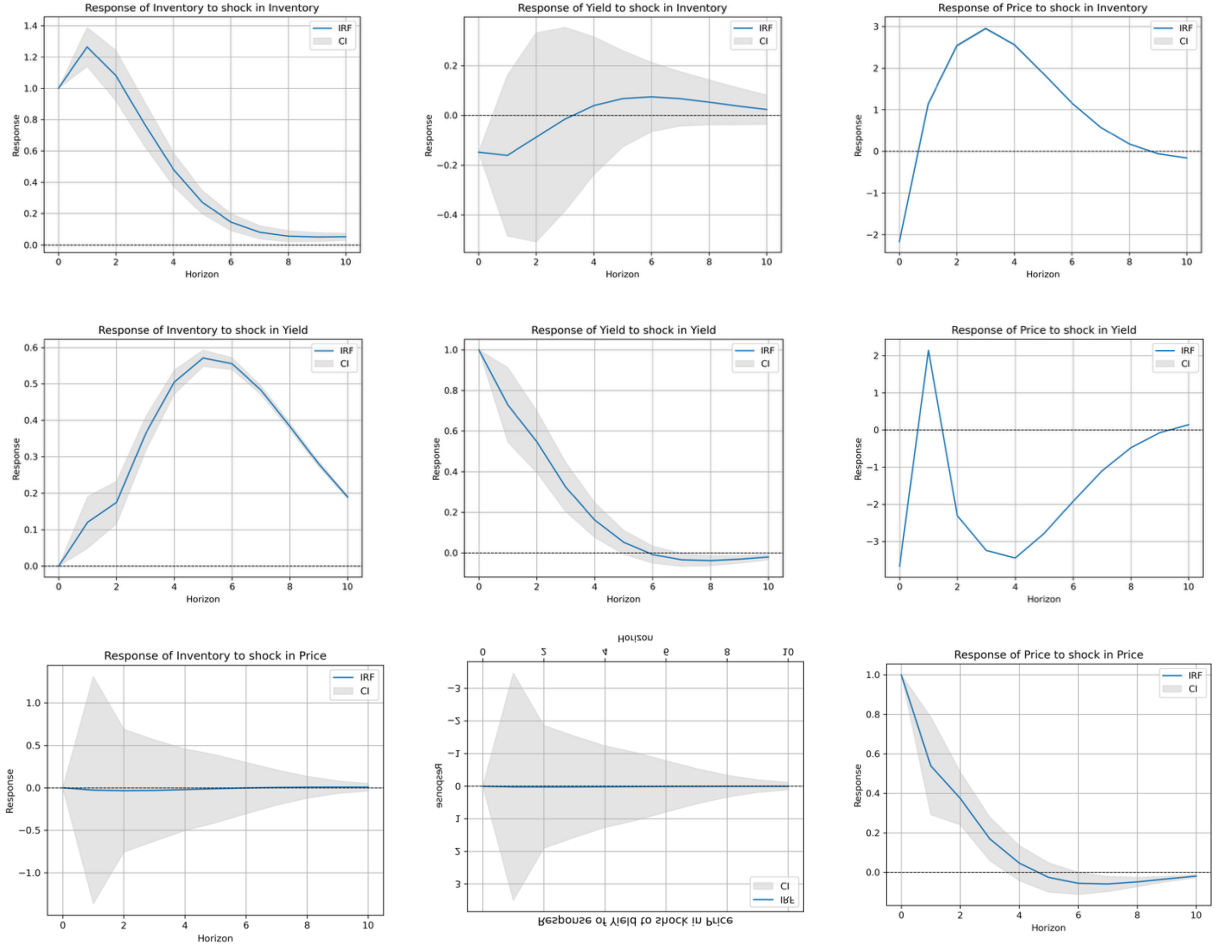 Response of Inventory to shock in Inventory
IRF
CI
Response
1.4
1.2
1.0
0.8
0.6
0.4
0.2
0.0
0 2 4 6 8 10
Horizon
Response of Yield to shock in Inventory
IRF
CI
Response
0.2
0.0
−0.2
−0.4
0 2 4 6 8 10
Horizon
Response of Price to shock in Inventory
IRF
CI
Response
3
2
1
0
−1
−2
0 2 4 6 8 10
Horizon
Response of Inventory to shock in Yield
IRF
CI
Response
0.6
0.5
0.4
0.3
0.2
0.1
0.0
0 2 4 6 8 10
Horizon
Response of Yield to shock in Yield
IRF
CI
Response
1.0
0.8
0.6
0.4
0.2
0.0
0 2 4 6 8 10
Horizon
Response of Price to shock in Yield
IRF
CI
Response
2
1
0
−1
−2
−3
0 2 4 6 8 10
Horizon
Response of Inventory to shock in Price
IRF
CI
Response
1.0
0.5
0.0
−0.5
−1.0
0 2 4 6 8 10
Horizon
Horizon
0 2 4 6 8 10
−3
−2
−1
0
1
2
3
Response
CI
IRF
Response of Yield to shock in Price
Response of Price to shock in Price
IRF
CI
Response
1.0
0.8
0.6
0.4
0.2
0.0
0 2 4 6 8 10
Horizon